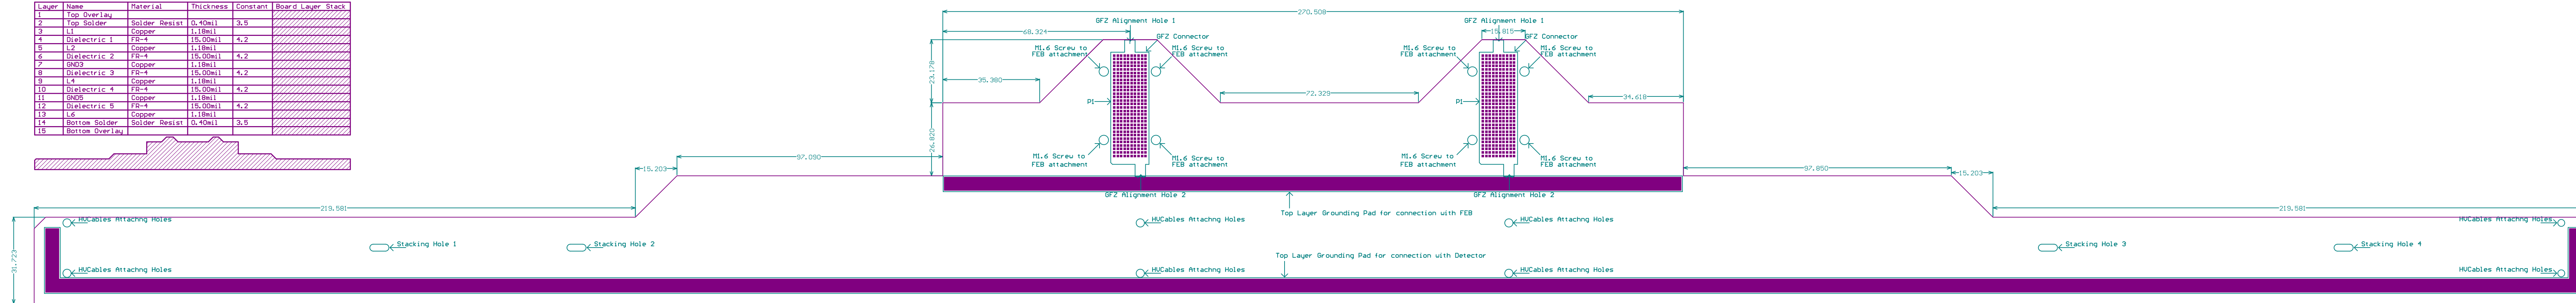 Layer Name Material Thickness Constant Board Layer Stack
1 Top Overlay
2 Top Solder Solder Resist 0.40mil 3.5
3 L1 Copper 1.18mil
4 Dielectric 1 FR-4 15.00mil 4.2
5 L2 Copper 1.18mil
6 Dielectric 2 FR-4 15.00mil 4.2
7 GND3 Copper 1.18mil
8 Dielectric 3 FR-4 15.00mil 4.2
9 L4 Copper 1.18mil
10 Dielectric 4 FR-4 15.00mil 4.2
11 GND5 Copper 1.18mil
12 Dielectric 5 FR-4 15.00mil 4.2
13 L6 Copper 1.18mil
14 Bottom Solder Solder Resist 0.40mil 3.5
15 Bottom Overlay
270.508
GFZ Alignment Hole 1
GFZ Alignment Hole 1
68.324
15.815
GFZ Connector
GFZ Connector
M1.6 Screw to
FEB attachment
M1.6 Screw to
FEB attachment
M1.6 Screw to
FEB attachment
M1.6 Screw to
FEB attachment
23.178
35.380
72.329
34.618
P1
P1
26.820
M1.6 Screw to
FEB attachment
M1.6 Screw to
FEB attachment
M1.6 Screw to
FEB attachment
M1.6 Screw to
FEB attachment
97.090
15.203
97.850
15.203
GFZ Alignment Hole 2
GFZ Alignment Hole 2
219.581
219.581
Top Layer Grounding Pad for connection with FEB
HVCables Attachng Holes
HVCables Attachng Holes
HVCables Attachng Holes
HVCables Attachng Holes
Stacking Hole 1
Stacking Hole 2
Stacking Hole 3
Stacking Hole 4
31.723
Top Layer Grounding Pad for connection with Detector
HVCables Attachng Holes
HVCables Attachng Holes
HVCables Attachng Holes
HVCables Attachng Holes